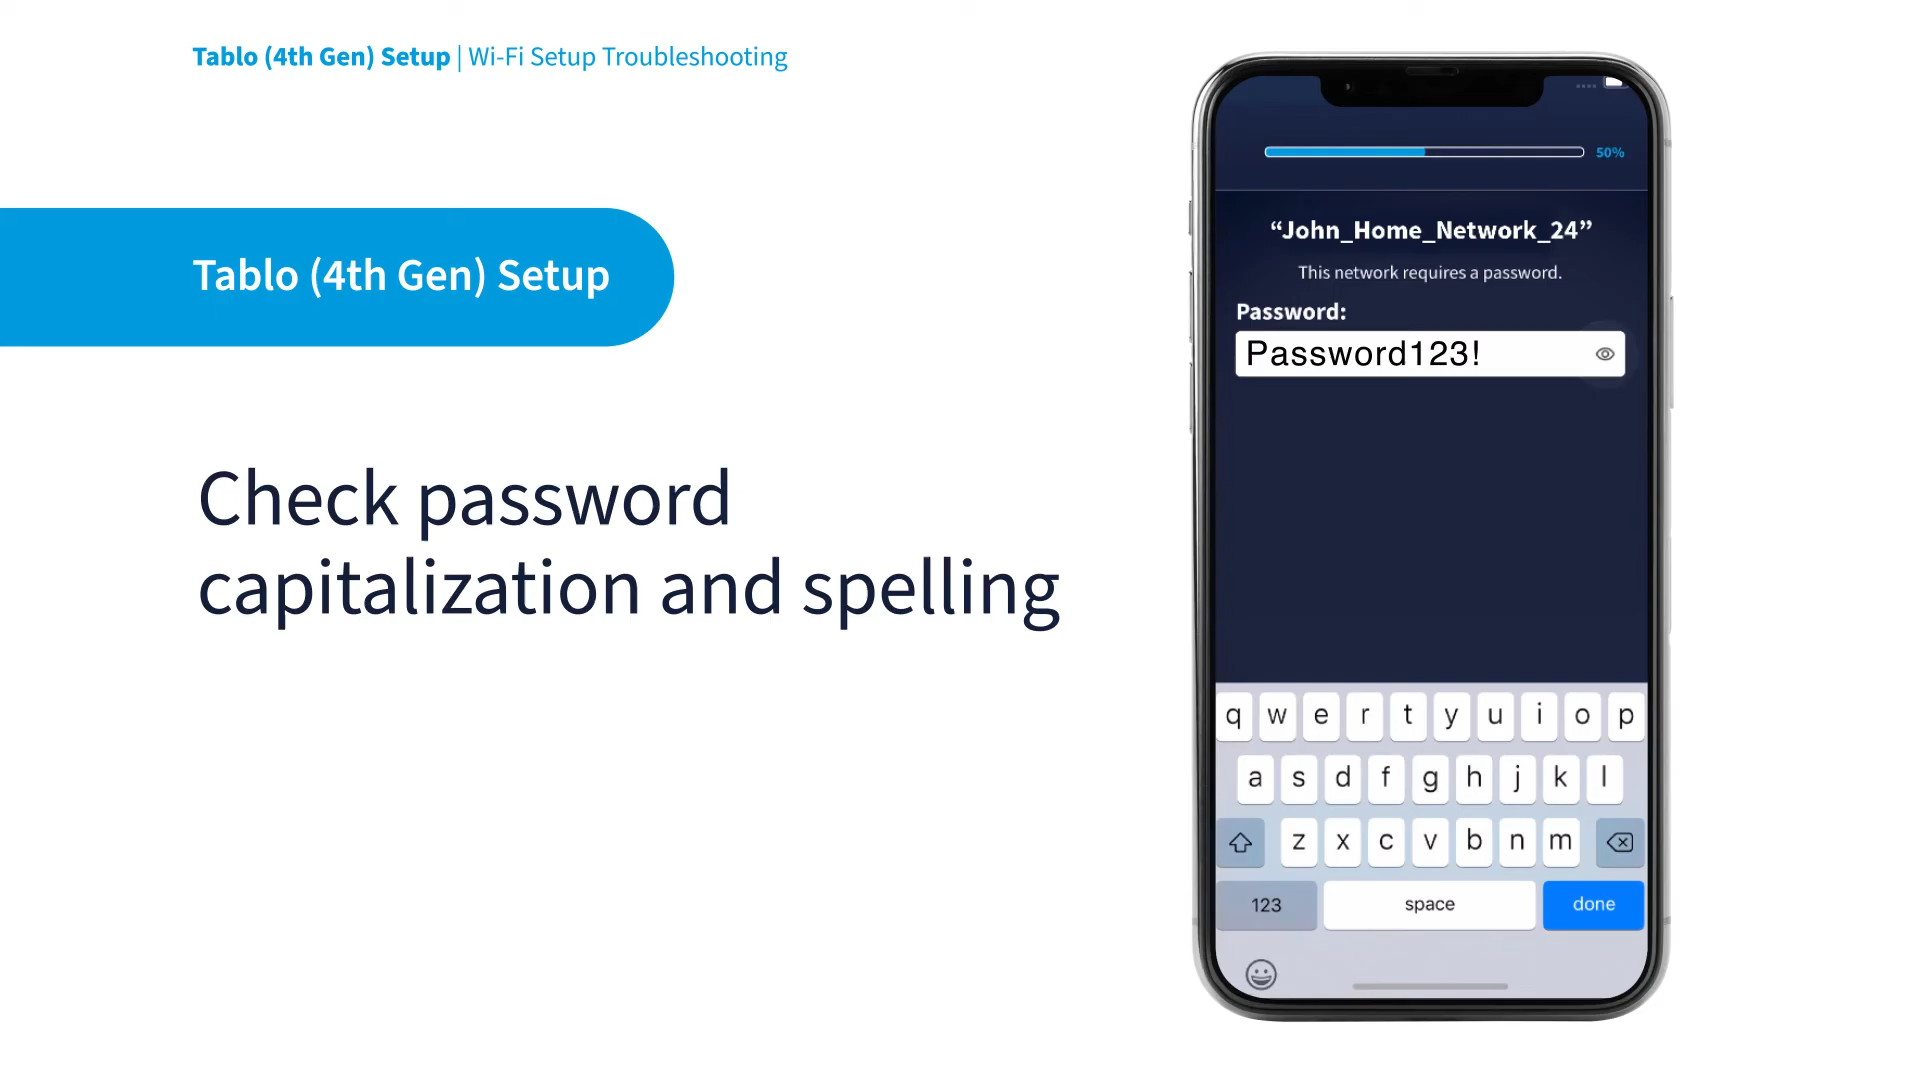 Tablo (4th Gen) Setup | Wi-Fi Setup Troubleshooting
Tablo (4th Gen) Setup
Check password
capitalization and spelling
50%
“John_Home_Network_24”
This network requires a password.
Password:
Password123!
q w e r t y u i o p
a s d f g h j k l
z x c v b n m
123 space done